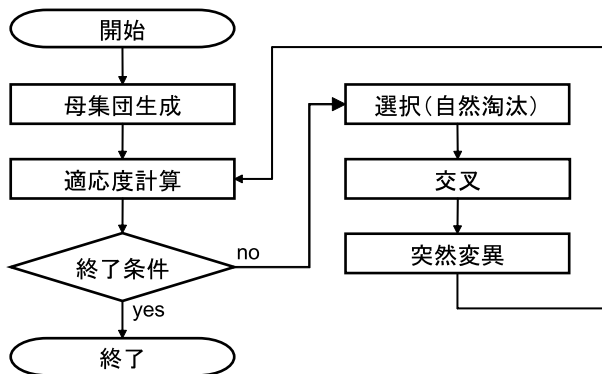 開始
母集団生成
適応度計算
終了条件
no
yes
終了
選択(自然淘汰)
交叉
突然変異